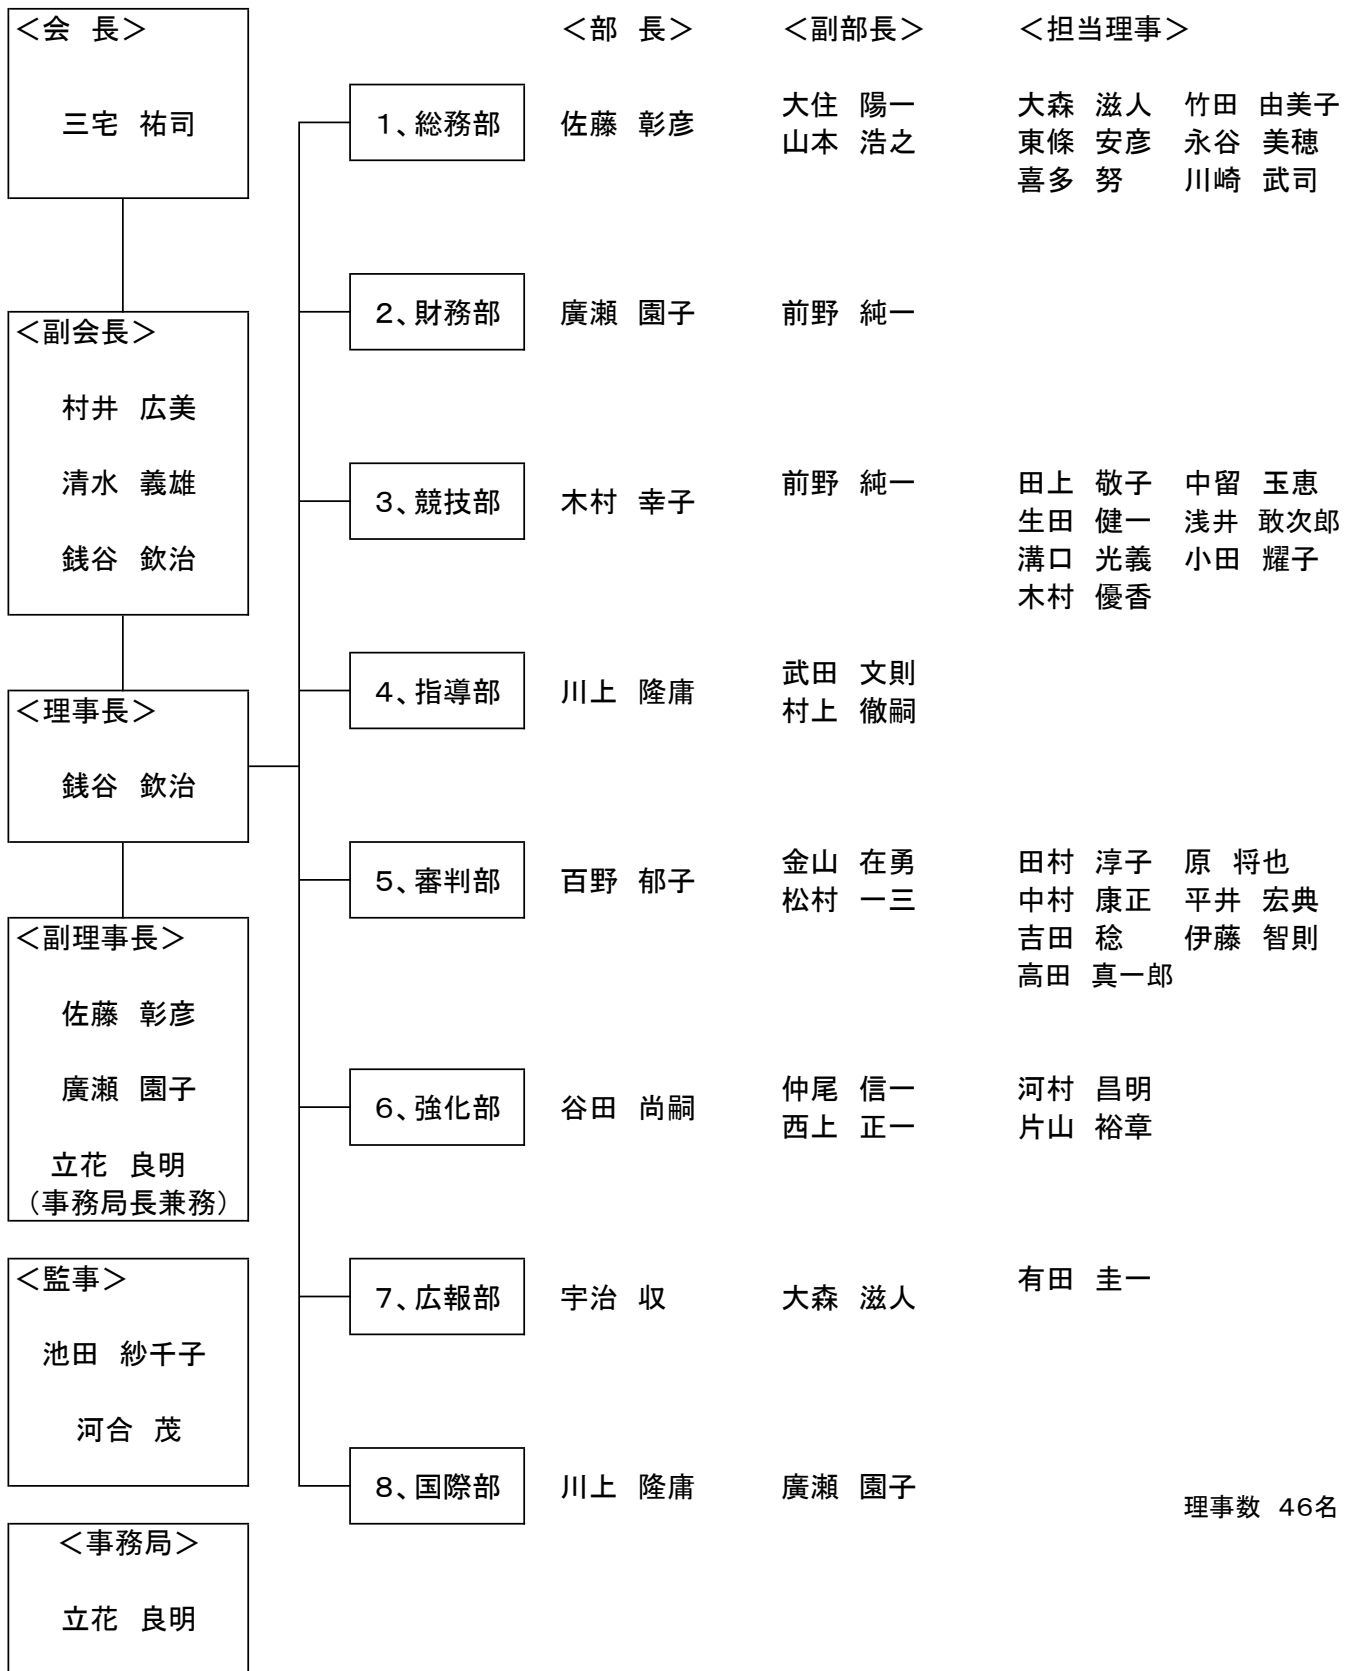 ＜会 長＞
三宅 祐司
＜副会長＞
村井 広美
清水 義雄
銭谷 欽治
＜理事長＞
銭谷 欽治
＜副理事長＞
佐藤 彰彦
廣瀬 園子
立花 良明
（事務局長兼務）
＜監事＞
池田 紗千子
河合 茂
＜事務局＞
立花 良明
＜部 長＞ ＜副部長＞ ＜担当理事＞
大住 陽一 大森 滋人 竹田 由美子
1、総務部 佐藤 彰彦
山本 浩之 東條 安彦 永谷 美穂
喜多 努 川崎 武司
2、財務部 廣瀬 園子 前野 純一
前野 純一 田上 敬子 中留 玉恵
3、競技部 木村 幸子
生田 健一 浅井 敢次郎
溝口 光義 小田 耀子
木村 優香
武田 文則
4、指導部 川上 隆庸
村上 徹嗣
金山 在勇 田村 淳子 原 将也
5、審判部 百野 郁子
松村 一三 中村 康正 平井 宏典
吉田 稔 伊藤 智則
高田 真一郎
仲尾 信一 河村 昌明
6、強化部 谷田 尚嗣
西上 正一 片山 裕章
有田 圭一
7、広報部 宇治 収 大森 滋人
8、国際部 川上 隆庸 廣瀬 園子
理事数 46名